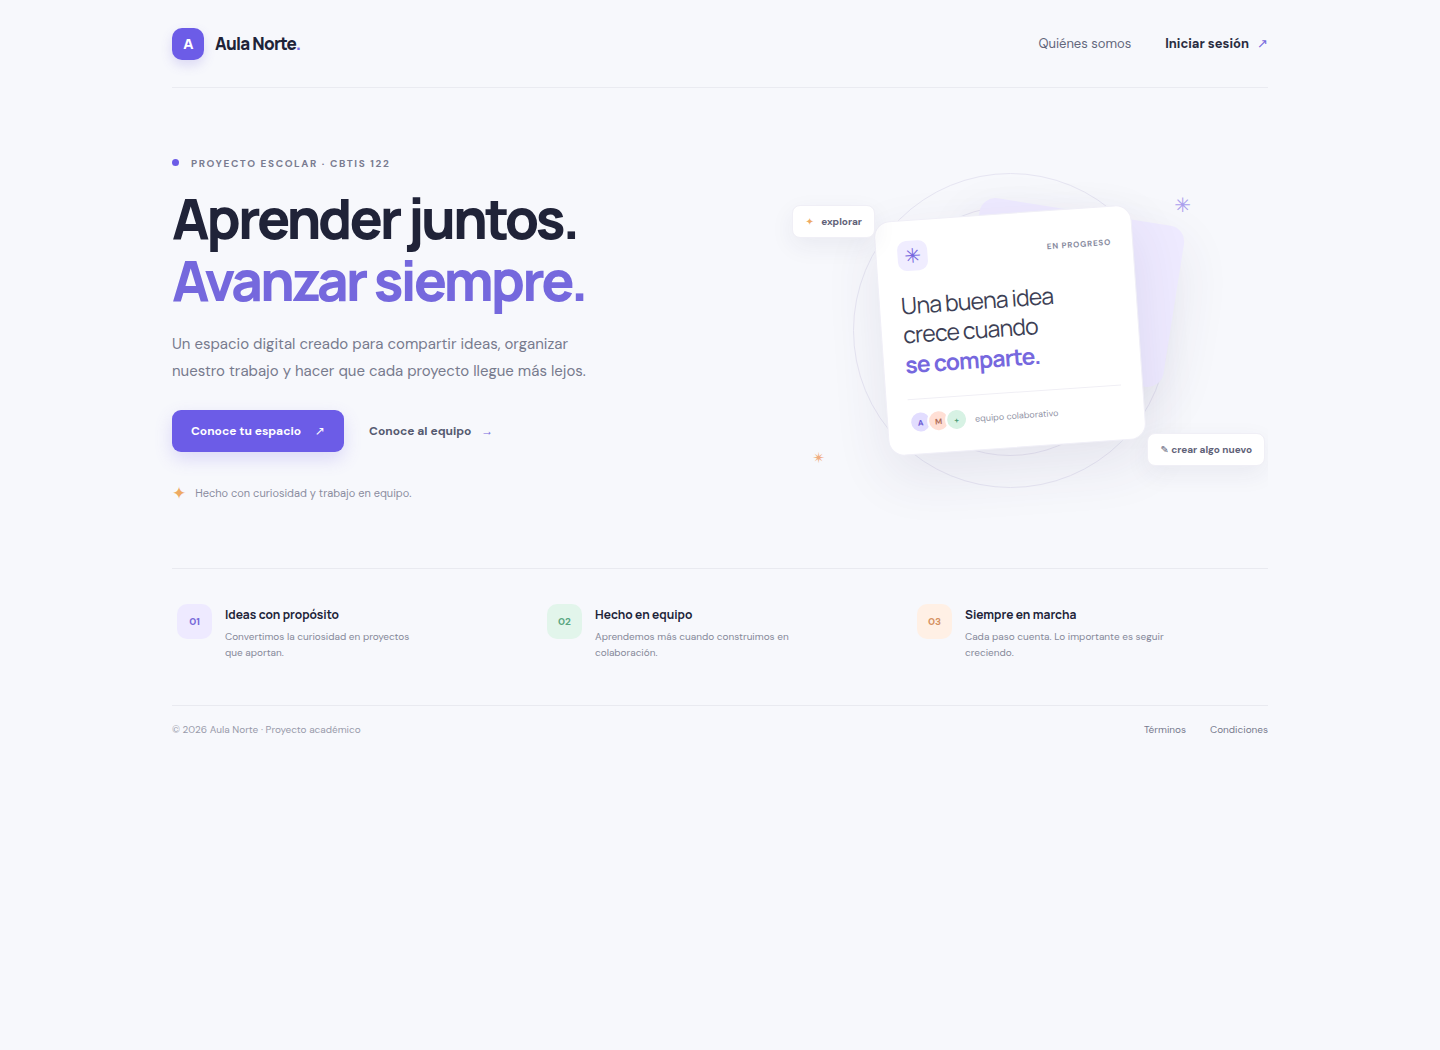 A Aula Norte.
Quiénes somos
Iniciar sesión ↗
PROYECTO ESCOLAR · CBTIS 122
Aprender juntos.
Avanzar siempre.
Un espacio digital creado para compartir ideas, organizar
nuestro trabajo y hacer que cada proyecto llegue más lejos.
Conoce tu espacio ↗
Conoce al equipo →
✦ Hecho con curiosidad y trabajo en equipo.
✦ explorar
EN PROGRESO
Una buena idea
crece cuando
se comparte.
A M + equipo colaborativo
✎ crear algo nuevo
01
Ideas con propósito
Convertimos la curiosidad en proyectos
que aportan.
02
Hecho en equipo
Aprendemos más cuando construimos en
colaboración.
03
Siempre en marcha
Cada paso cuenta. Lo importante es seguir
creciendo.
© 2026 Aula Norte · Proyecto académico
Términos
Condiciones